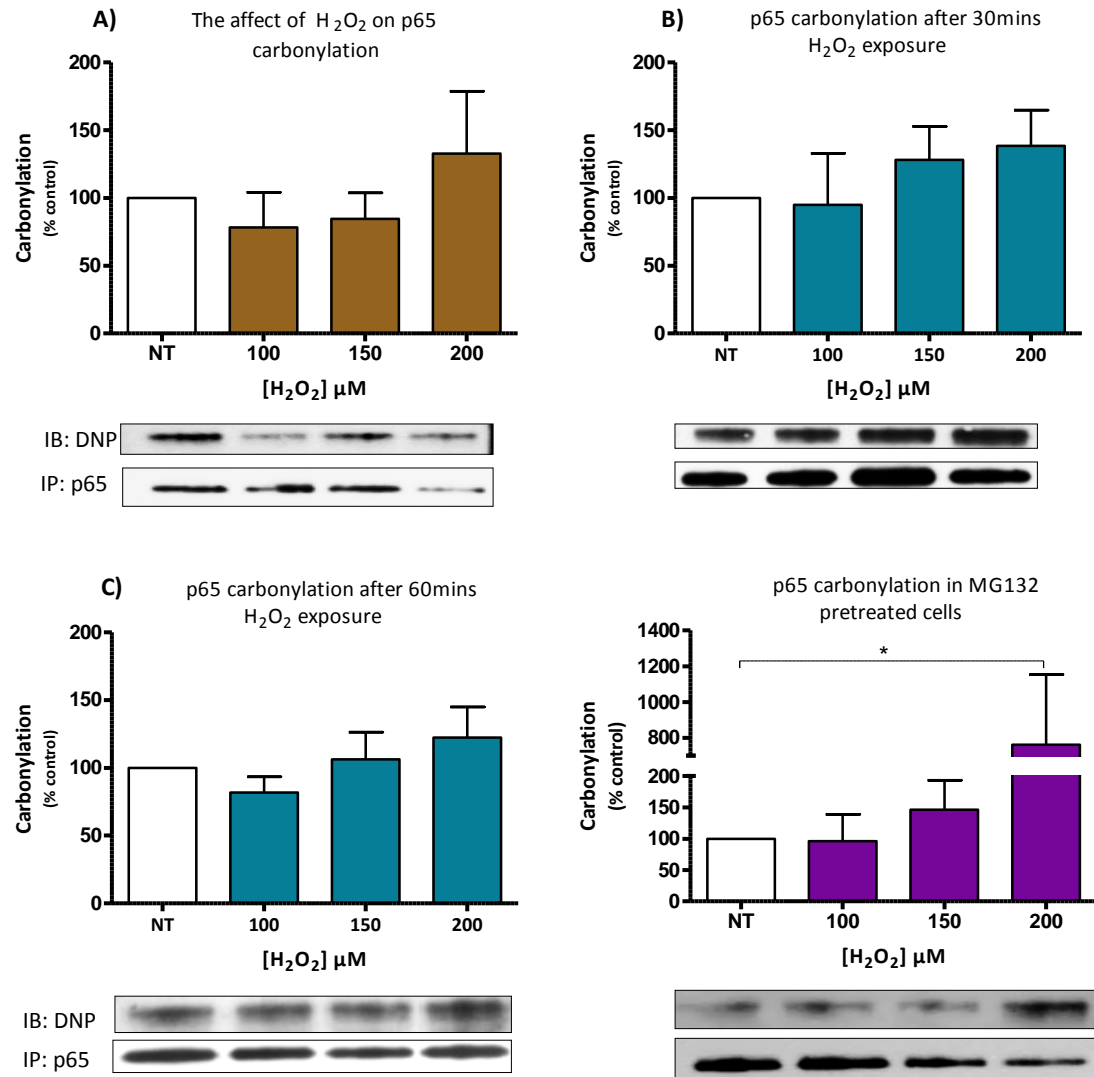 A)
The affect of H₂O₂ on p65
carbonylation
Carbonylation
(% control)
200
150
100
50
0
NT 100 150 200
[H₂O₂] µM
IB: DNP
IP: p65
B)
p65 carbonylation after 30mins
H₂O₂ exposure
Carbonylation
(% control)
200
150
100
50
0
NT 100 150 200
[H₂O₂] µM
C)
p65 carbonylation after 60mins
H₂O₂ exposure
Carbonylation
(% control)
200
150
100
50
0
NT 100 150 200
[H₂O₂] µM
IB: DNP
IP: p65
p65 carbonylation in MG132
pretreated cells
Carbonylation
(% control)
1400
1200
1000
800
200
150
100
50
0
*
NT 100 150 200
[H₂O₂] µM